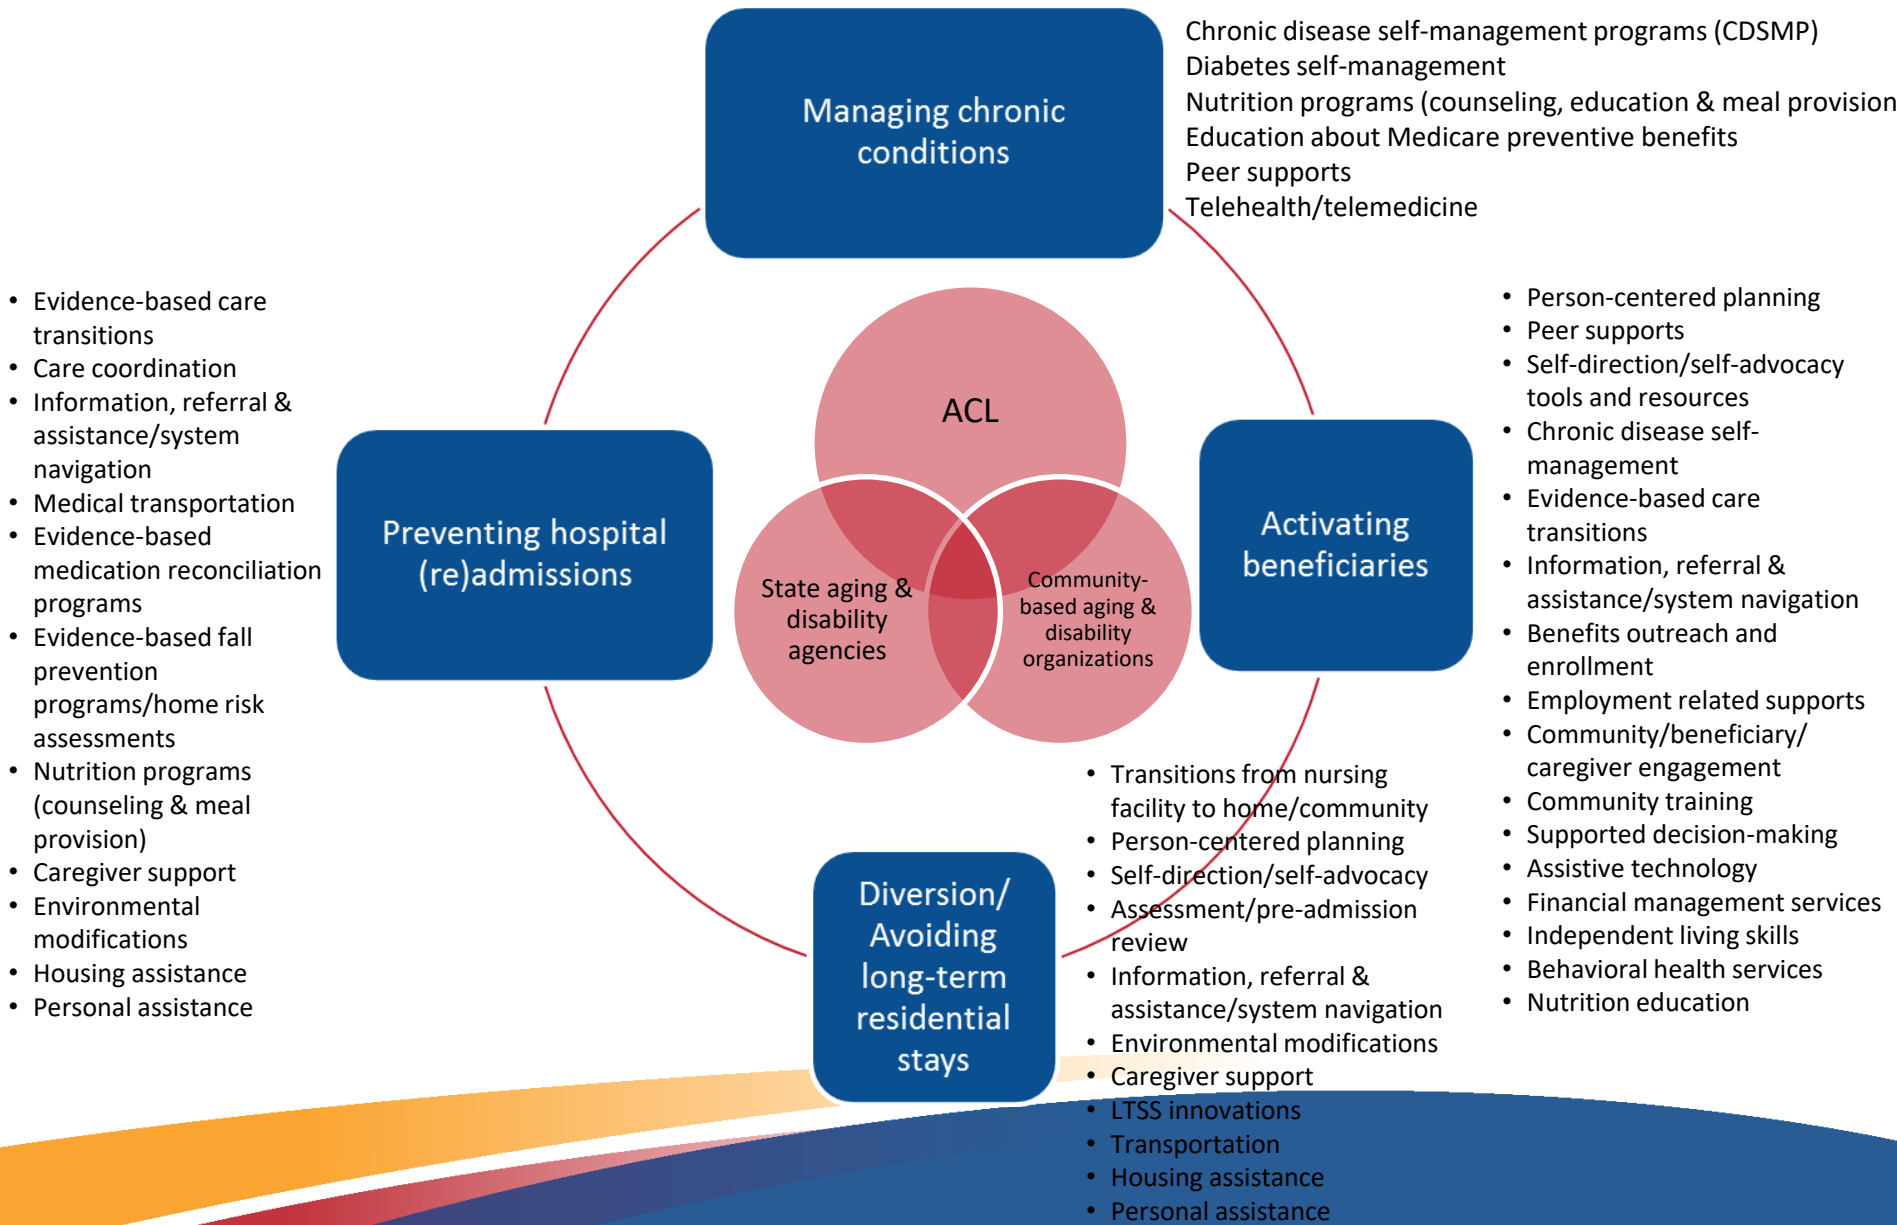 Managing chronic
conditions
Chronic disease self-management programs (CDSMP)
Diabetes self-management
Nutrition programs (counseling, education & meal provision
Education about Medicare preventive benefits
Peer supports
Telehealth/telemedicine
• Evidence-based care
transitions
• Care coordination
• Information, referral &
assistance/system
navigation
• Medical transportation
• Evidence-based
medication reconciliation
programs
• Evidence-based fall
prevention
programs/home risk
assessments
• Nutrition programs
(counseling & meal
provision)
• Caregiver support
• Environmental
modifications
• Housing assistance
• Personal assistance
Preventing hospital
(re)admissions
ACL
State aging &
disability
agencies
Community-
based aging &
disability
organizations
Activating
beneficiaries
• Person-centered planning
• Peer supports
• Self-direction/self-advocacy
tools and resources
• Chronic disease self-
management
• Evidence-based care
transitions
• Information, referral &
assistance/system navigation
• Benefits outreach and
enrollment
• Employment related supports
• Community/beneficiary/
caregiver engagement
• Community training
• Supported decision-making
• Assistive technology
• Financial management services
• Independent living skills
• Behavioral health services
• Nutrition education
Diversion/
Avoiding
long-term
residential
stays
• Transitions from nursing
facility to home/community
• Person-centered planning
• Self-direction/self-advocacy
• Assessment/pre-admission
review
• Information, referral &
assistance/system navigation
• Environmental modifications
• Caregiver support
• LTSS innovations
• Transportation
• Housing assistance
• Personal assistance